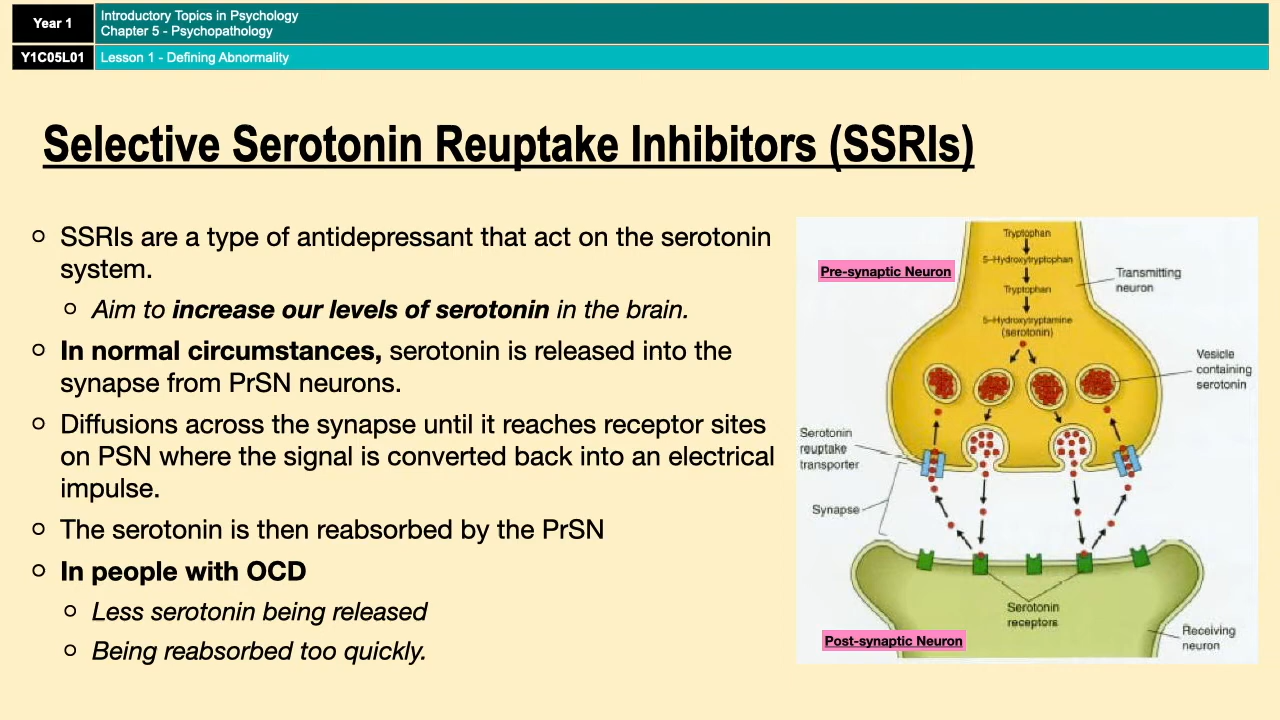 Year 1
Introductory Topics in Psychology
Chapter 5 - Psychopathology
Y1C05L01
Lesson 1 - Defining Abnormality
Selective Serotonin Reuptake Inhibitors (SSRIs)
SSRIs are a type of antidepressant that act on the serotonin
system.
Aim to increase our levels of serotonin in the brain.
In normal circumstances, serotonin is released into the
synapse from PrSN neurons.
Diffusions across the synapse until it reaches receptor sites
on PSN where the signal is converted back into an electrical
impulse.
The serotonin is then reabsorbed by the PrSN
In people with OCD
Less serotonin being released
Being reabsorbed too quickly.
Pre-synaptic Neuron
Tryptophan
5-Hydroxytryptophan
Tryptophan
5-Hydroxytryptamine
(serotonin)
Transmitting
neuron
Vesicle
containing
serotonin
Serotonin
reuptake
transporter
Synapse
Serotonin
receptors
Post-synaptic Neuron
Receiving
neuron